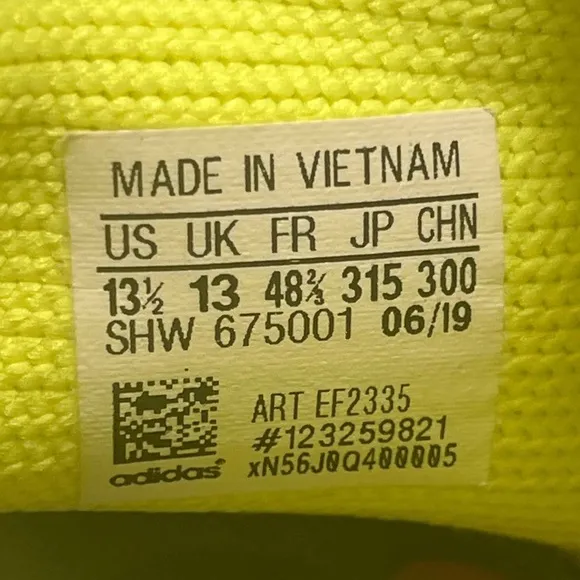 MADE IN VIETNAM
US UK FR JP CHN
13½ 13 48⅔ 315 300
SHW 675001 06/19
ART EF2335
#123259821
xN56J0Q400005
adidas